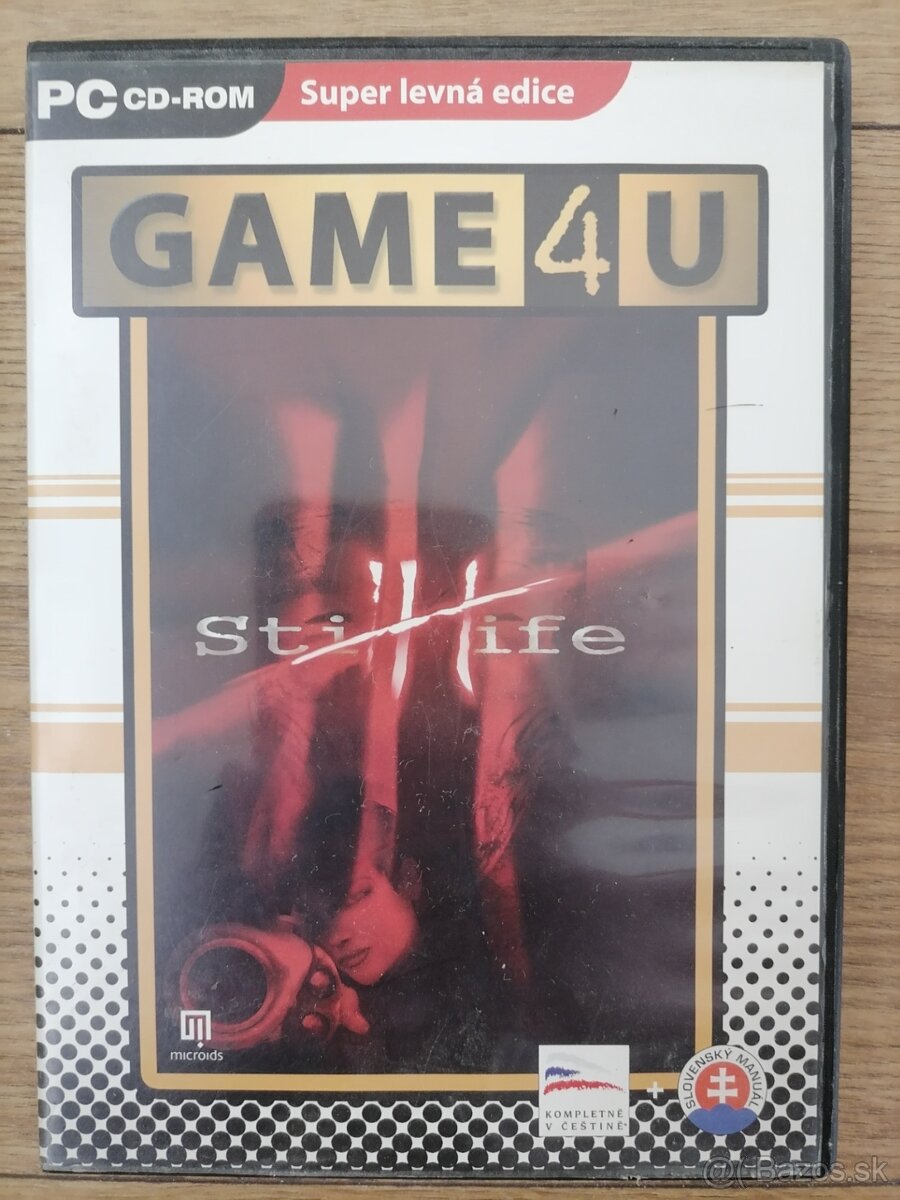 PC CD-ROM
Super levná edice
GAME 4 U
Still life
microids
KOMPLETNĚ
V ČEŠTINĚ
+
SLOVENSKÝ MANUÁL
@ Bazos.sk